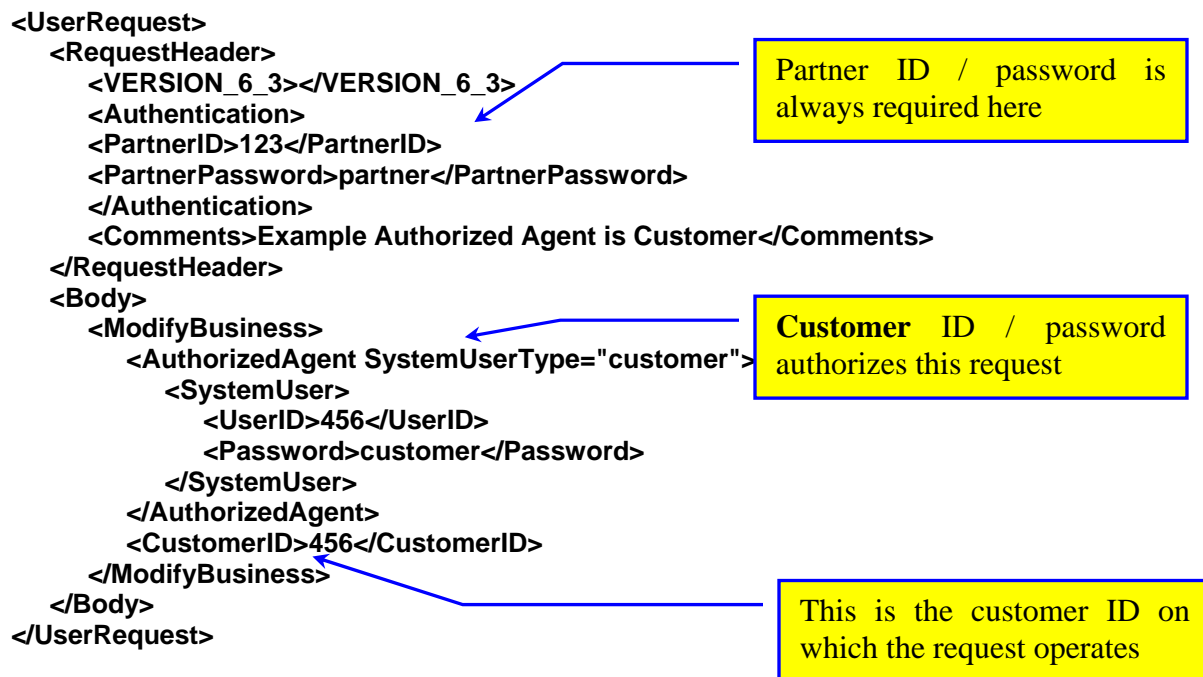 <UserRequest>
<RequestHeader>
<VERSION_6_3></VERSION_6_3>
<Authentication>
<PartnerID>123</PartnerID>
<PartnerPassword>partner</PartnerPassword>
</Authentication>
<Comments>Example Authorized Agent is Customer</Comments>
</RequestHeader>
<Body>
<ModifyBusiness>
<AuthorizedAgent SystemUserType="customer">
<SystemUser>
<UserID>456</UserID>
<Password>customer</Password>
</SystemUser>
</AuthorizedAgent>
<CustomerID>456</CustomerID>
</ModifyBusiness>
</Body>
</UserRequest>
Partner ID / password is
always required here
Customer ID / password
authorizes this request
This is the customer ID on
which the request operates